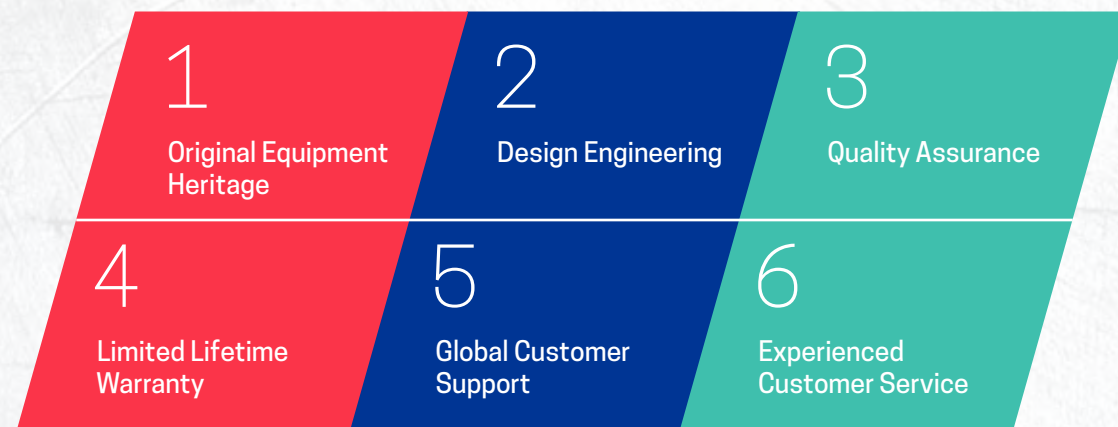 1
Original Equipment
Heritage
2
Design Engineering
3
Quality Assurance
4
Limited Lifetime
Warranty
5
Global Customer
Support
6
Experienced
Customer Service